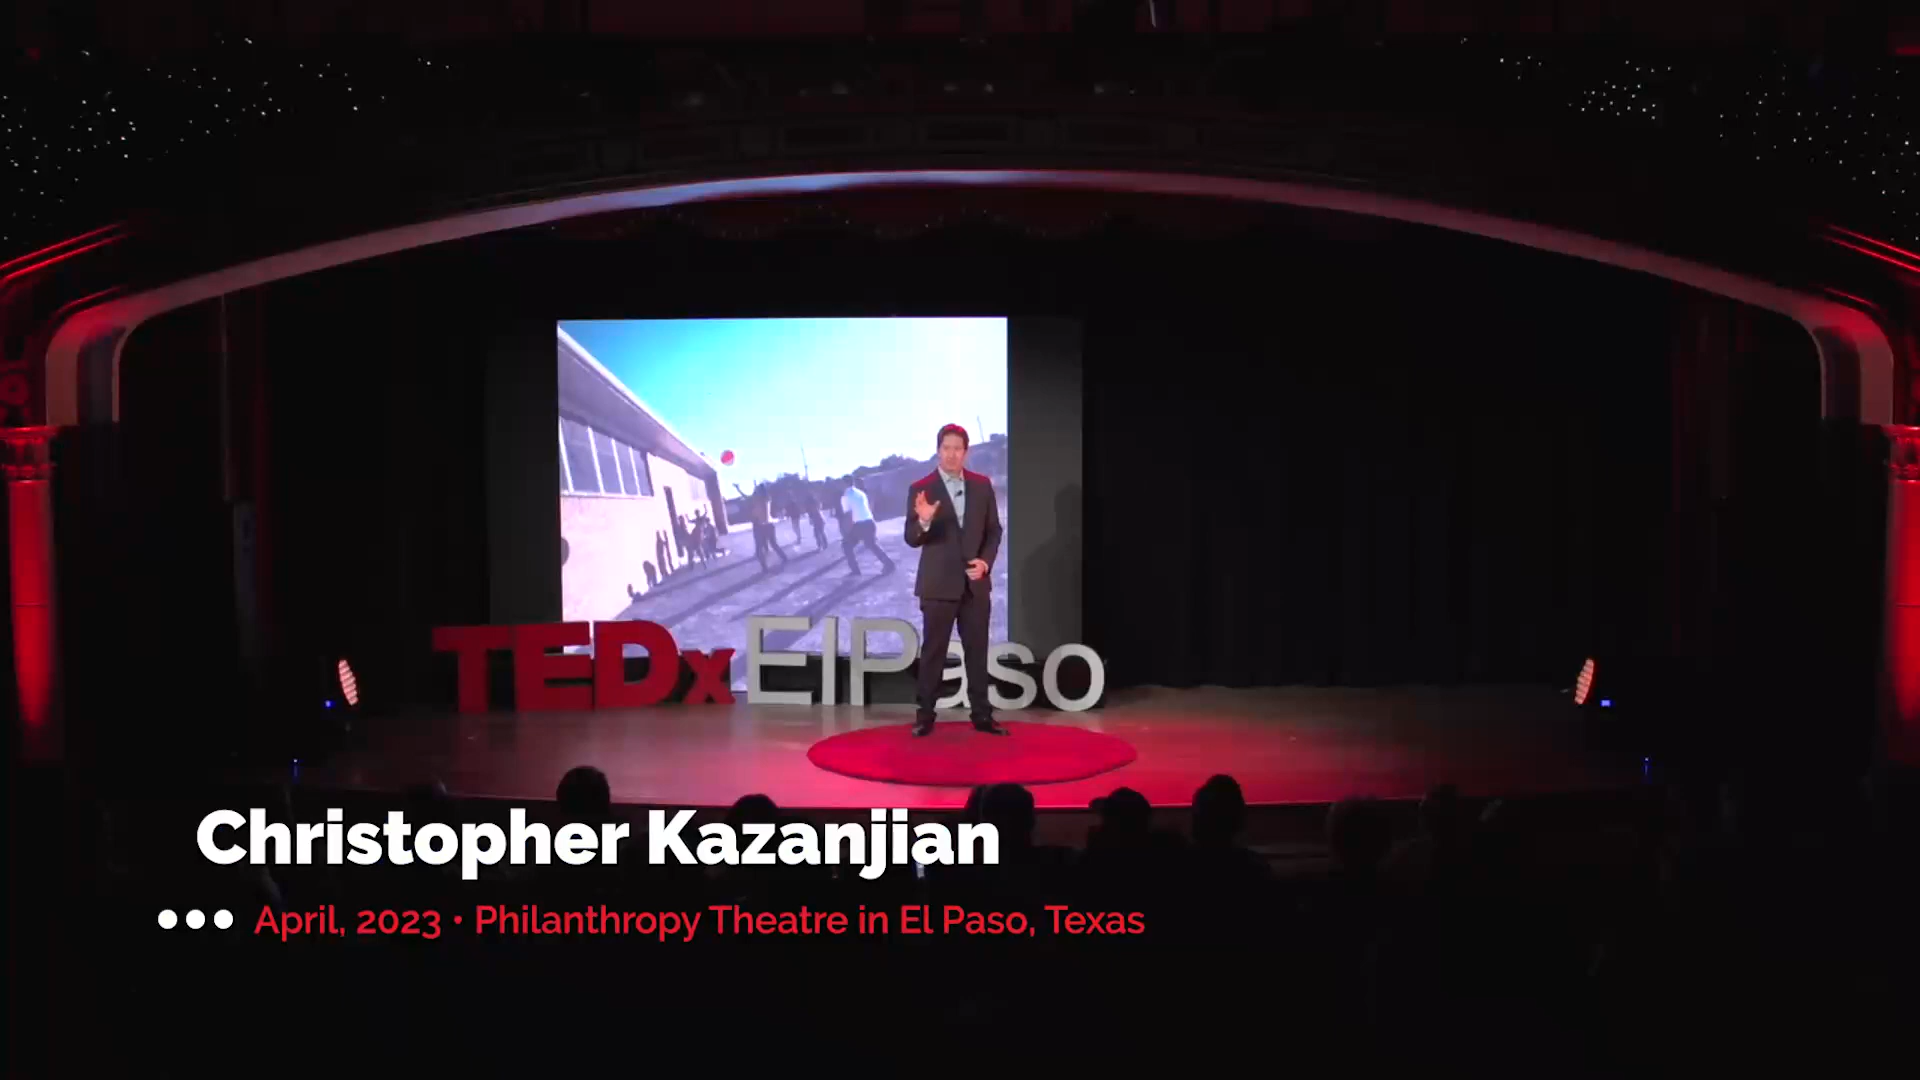 TEDxElPaso
Christopher Kazanjian
April, 2023 • Philanthropy Theatre in El Paso, Texas